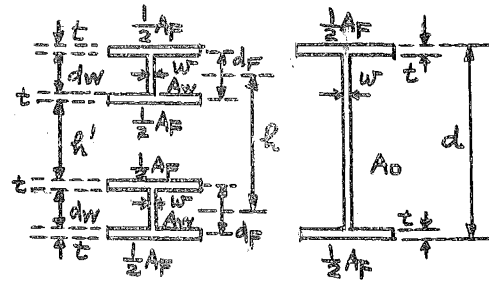 t ½AF dF
dw w Aw
t ½AF
h' h
t ½AF
dw w Aw dF
t ½AF
½AF
t
w d
A0
t
½AF